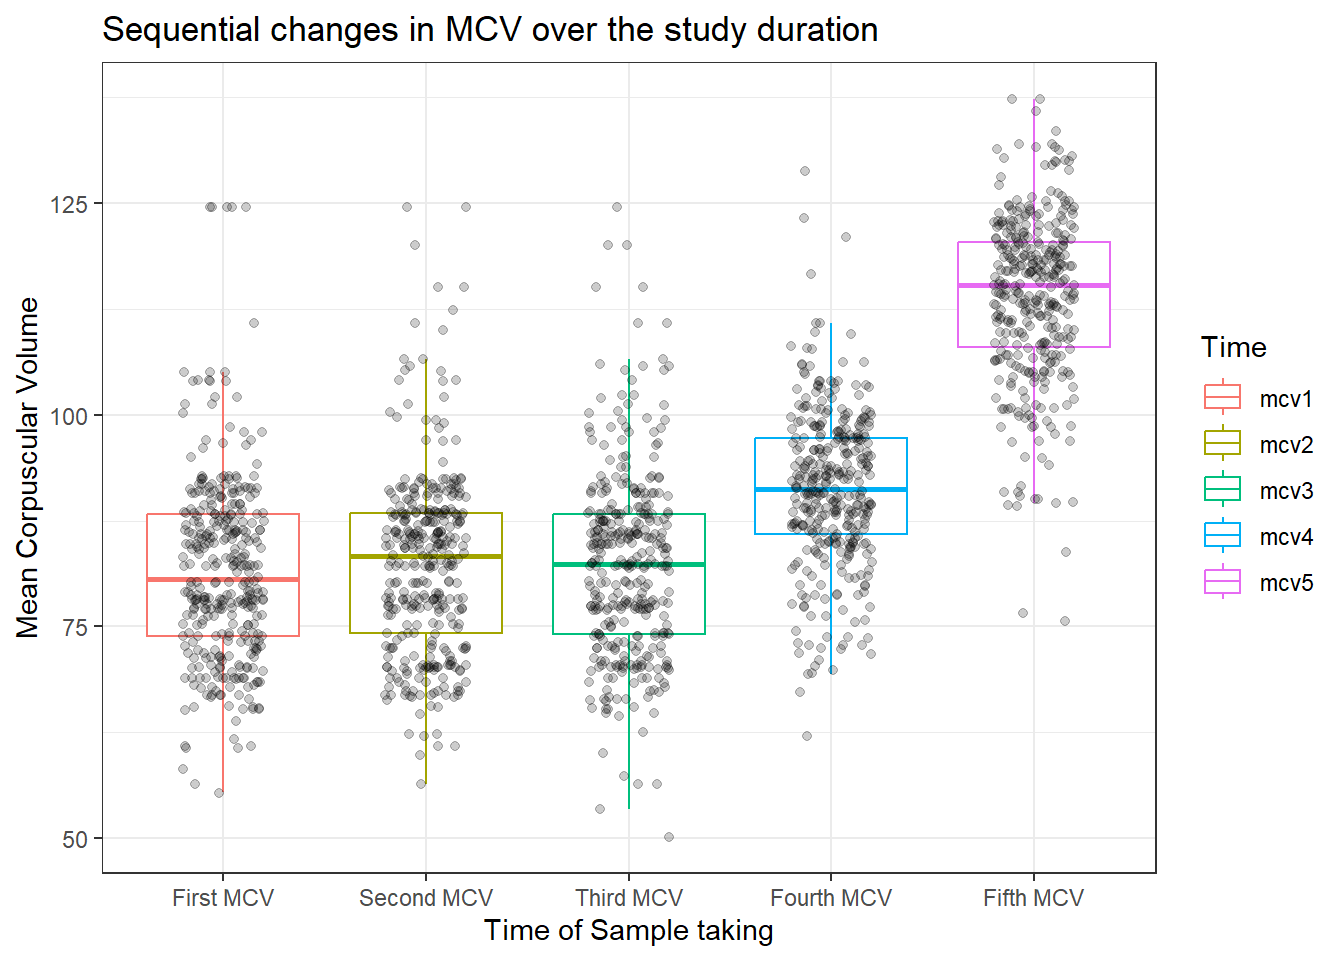 Sequential changes in MCV over the study duration
Mean Corpuscular Volume
125
100
75
50
First MCV
Second MCV
Third MCV
Fourth MCV
Fifth MCV
Time of Sample taking
Time
mcv1
mcv2
mcv3
mcv4
mcv5